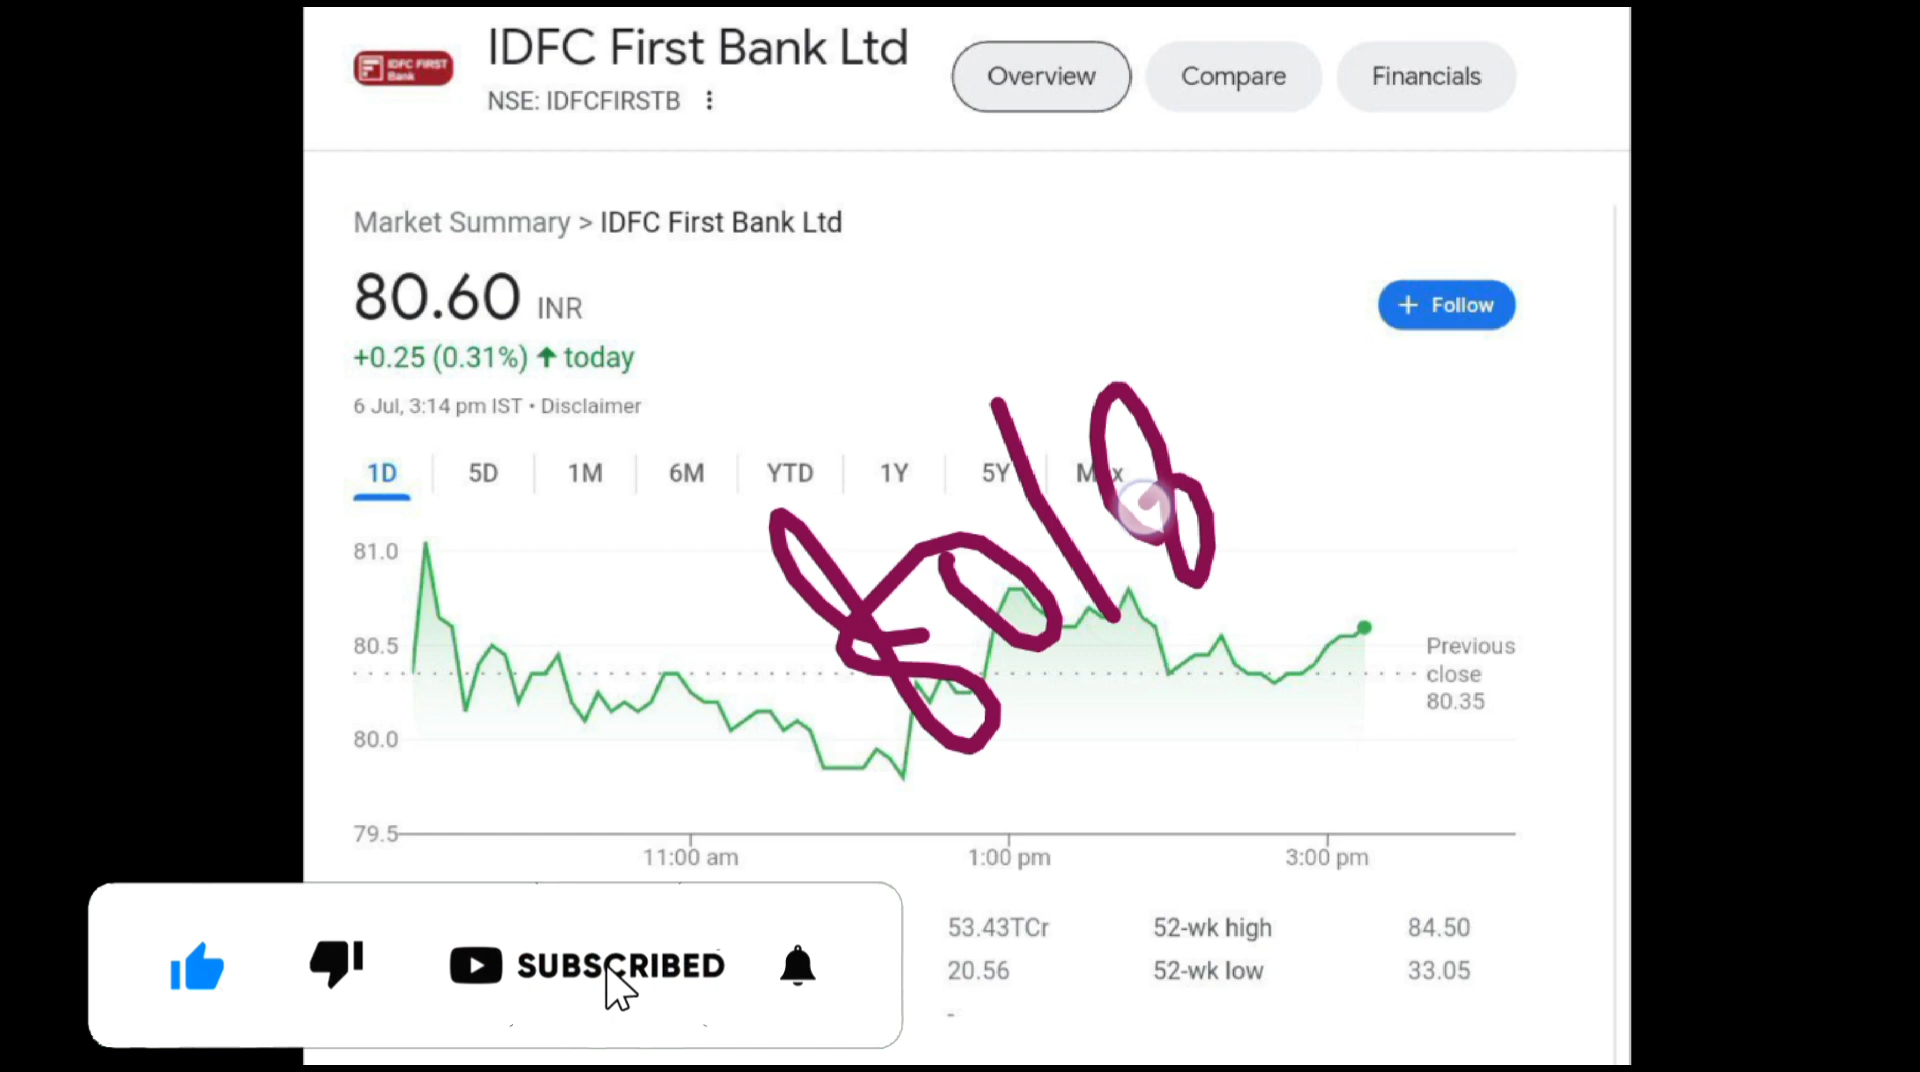 IDFC FIRST
Bank
IDFC First Bank Ltd
NSE: IDFCFIRSTB
Overview
Compare
Financials
Market Summary > IDFC First Bank Ltd
80.60 INR
+ Follow
+0.25 (0.31%) ↑ today
6 Jul, 3:14 pm IST • Disclaimer
1D 5D 1M 6M YTD 1Y 5Y
81.0
80.5
80.0
79.5
Previous
close
80.35
11:00 am 1:00 pm 3:00 pm
53.43TCr 52-wk high 84.50
20.56 52-wk low 33.05
-
SUBSCRIBED